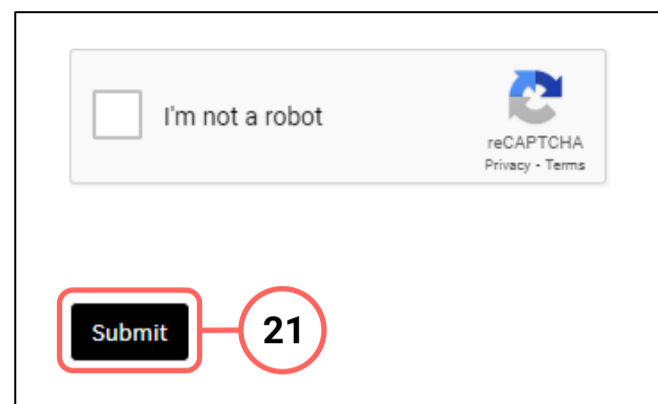 I'm not a robot
reCAPTCHA
Privacy - Terms
Submit
21